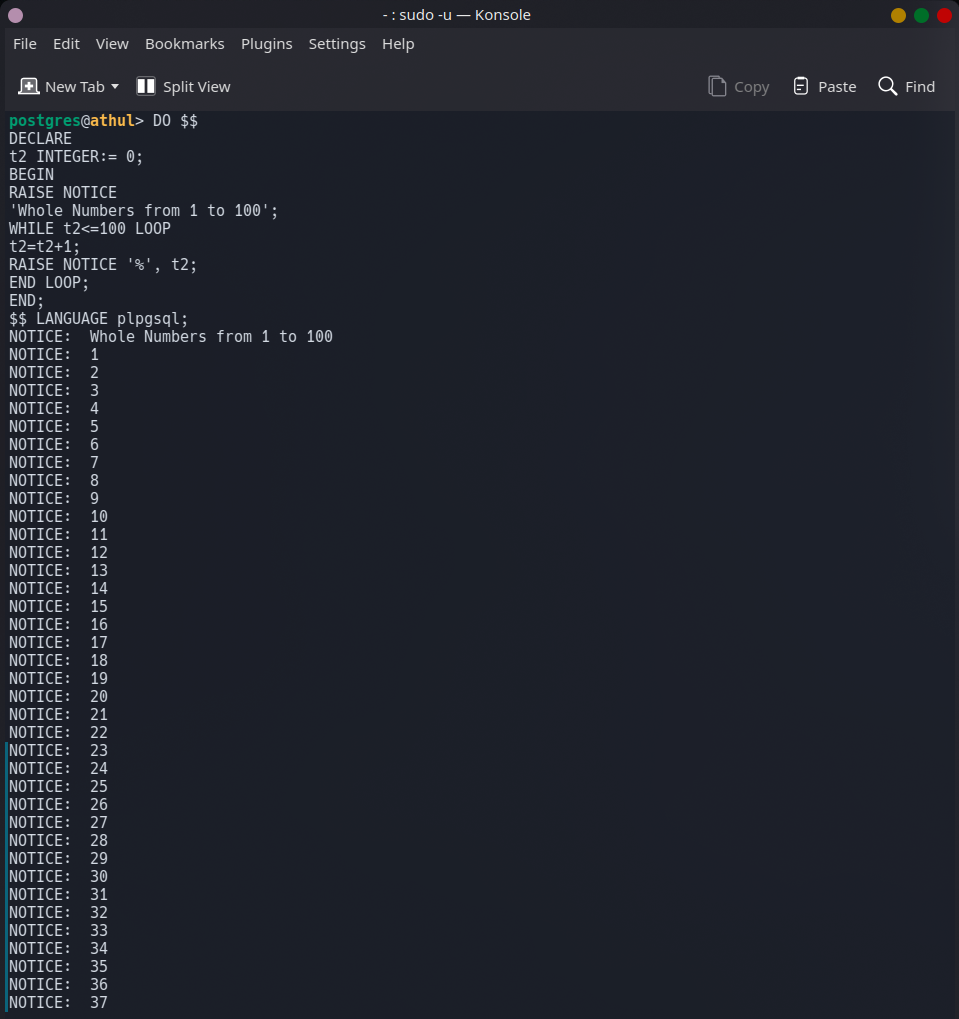 - : sudo -u — Konsole
File Edit View Bookmarks Plugins Settings Help
New Tab Split View Copy Paste Find
postgres@athul> DO $$
DECLARE
t2 INTEGER:= 0;
BEGIN
RAISE NOTICE
'Whole Numbers from 1 to 100';
WHILE t2<=100 LOOP
t2=t2+1;
RAISE NOTICE '%', t2;
END LOOP;
END;
$$ LANGUAGE plpgsql;
NOTICE:  Whole Numbers from 1 to 100
NOTICE:  1
NOTICE:  2
NOTICE:  3
NOTICE:  4
NOTICE:  5
NOTICE:  6
NOTICE:  7
NOTICE:  8
NOTICE:  9
NOTICE:  10
NOTICE:  11
NOTICE:  12
NOTICE:  13
NOTICE:  14
NOTICE:  15
NOTICE:  16
NOTICE:  17
NOTICE:  18
NOTICE:  19
NOTICE:  20
NOTICE:  21
NOTICE:  22
NOTICE:  23
NOTICE:  24
NOTICE:  25
NOTICE:  26
NOTICE:  27
NOTICE:  28
NOTICE:  29
NOTICE:  30
NOTICE:  31
NOTICE:  32
NOTICE:  33
NOTICE:  34
NOTICE:  35
NOTICE:  36
NOTICE:  37